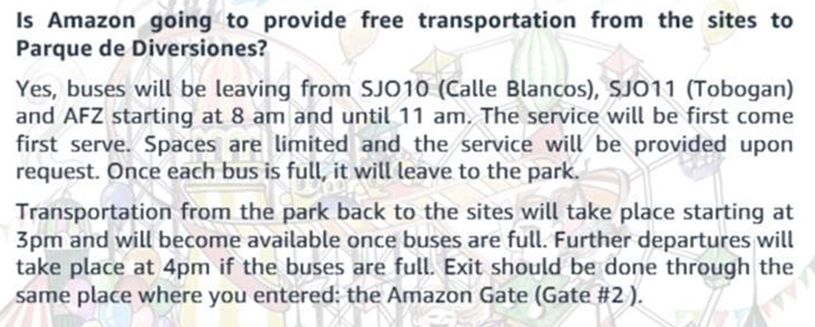 Is Amazon going to provide free transportation from the sites to
Parque de Diversiones?
Yes, buses will be leaving from SJO10 (Calle Blancos), SJO11 (Tobogan)
and AFZ starting at 8 am and until 11 am. The service will be first come
first serve. Spaces are limited and the service will be provided upon
request. Once each bus is full, it will leave to the park.
Transportation from the park back to the sites will take place starting at
3pm and will become available once buses are full. Further departures will
take place at 4pm if the buses are full. Exit should be done through the
same place where you entered: the Amazon Gate (Gate #2 ).